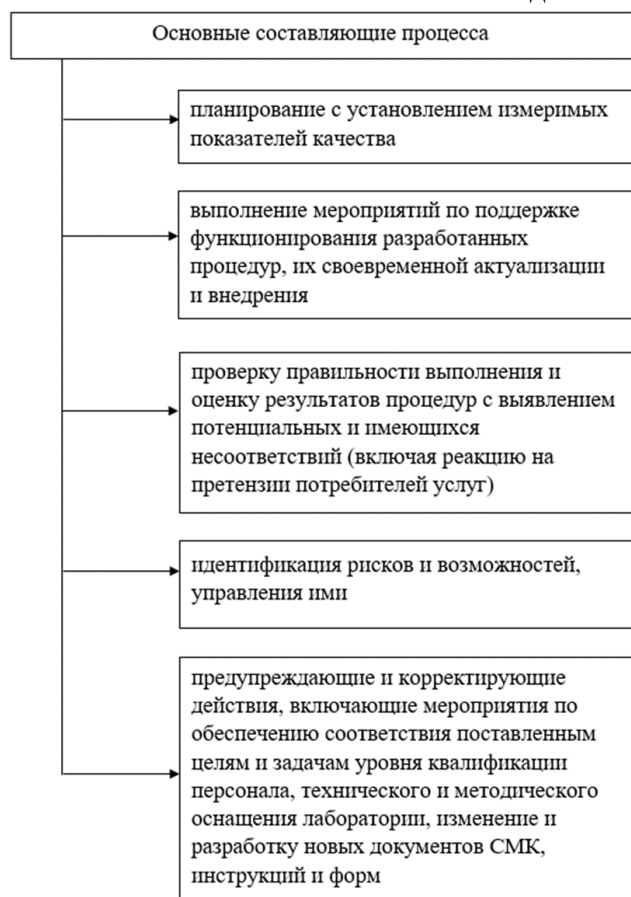 Основные составляющие процесса
планирование с установлением измеримых
показателей качества
выполнение мероприятий по поддержке
функционирования разработанных
процедур, их своевременной актуализации
и внедрения
проверку правильности выполнения и
оценку результатов процедур с выявлением
потенциальных и имеющихся
несоответствий (включая реакцию на
претензии потребителей услуг)
идентификация рисков и возможностей,
управления ими
предупреждающие и корректирующие
действия, включающие мероприятия по
обеспечению соответствия поставленным
целям и задачам уровня квалификации
персонала, технического и методического
оснащения лаборатории, изменение и
разработку новых документов СМК,
инструкций и форм